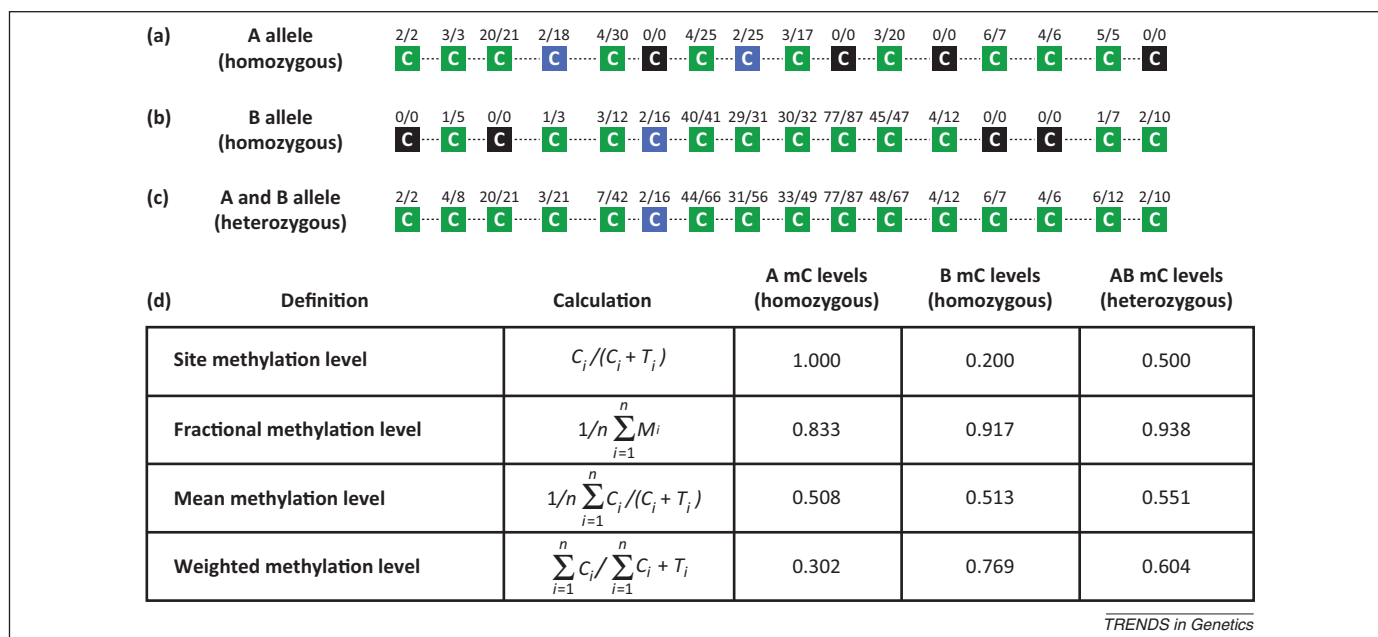 (a) A allele (homozygous)
2/2 3/3 20/21 2/18 4/30 0/0 4/25 2/25 3/17 0/0 3/20 0/0 6/7 4/6 5/5 0/0
C C C C C C C C C C C C C C C C
(b) B allele (homozygous)
0/0 1/5 0/0 1/3 3/12 2/16 40/41 29/31 30/32 77/87 45/47 4/12 0/0 0/0 1/7 2/10
C C C C C C C C C C C C C C C C
(c) A and B allele (heterozygous)
2/2 4/8 20/21 3/21 7/42 2/16 44/66 31/56 33/49 77/87 48/67 4/12 6/7 4/6 6/12 2/10
C C C C C C C C C C C C C C C C
(d) Definition Calculation A mC levels (homozygous) B mC levels (homozygous) AB mC levels (heterozygous)
Site methylation level C_i/(C_i + T_i) 1.000 0.200 0.500
Fractional methylation level 1/n ∑_{i=1}^{n} M_i 0.833 0.917 0.938
Mean methylation level 1/n ∑_{i=1}^{n} C_i/(C_i + T_i) 0.508 0.513 0.551
Weighted methylation level ∑_{i=1}^{n} C_i/ ∑_{i=1}^{n} C_i + T_i 0.302 0.769 0.604
TRENDS in Genetics